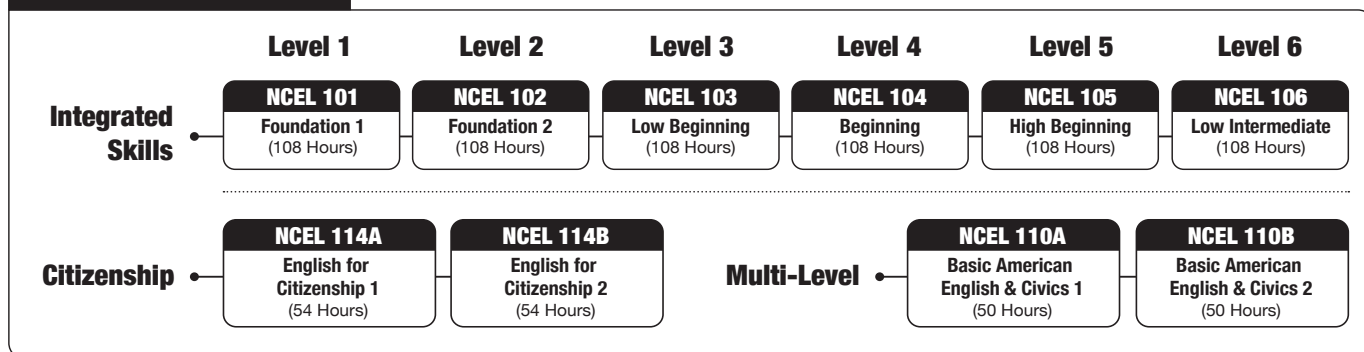 Level 1
Level 2
Level 3
Level 4
Level 5
Level 6
Integrated
Skills
NCEL 101
Foundation 1
(108 Hours)
NCEL 102
Foundation 2
(108 Hours)
NCEL 103
Low Beginning
(108 Hours)
NCEL 104
Beginning
(108 Hours)
NCEL 105
High Beginning
(108 Hours)
NCEL 106
Low Intermediate
(108 Hours)
Citizenship
NCEL 114A
English for
Citizenship 1
(54 Hours)
NCEL 114B
English for
Citizenship 2
(54 Hours)
Multi-Level
NCEL 110A
Basic American
English & Civics 1
(50 Hours)
NCEL 110B
Basic American
English & Civics 2
(50 Hours)